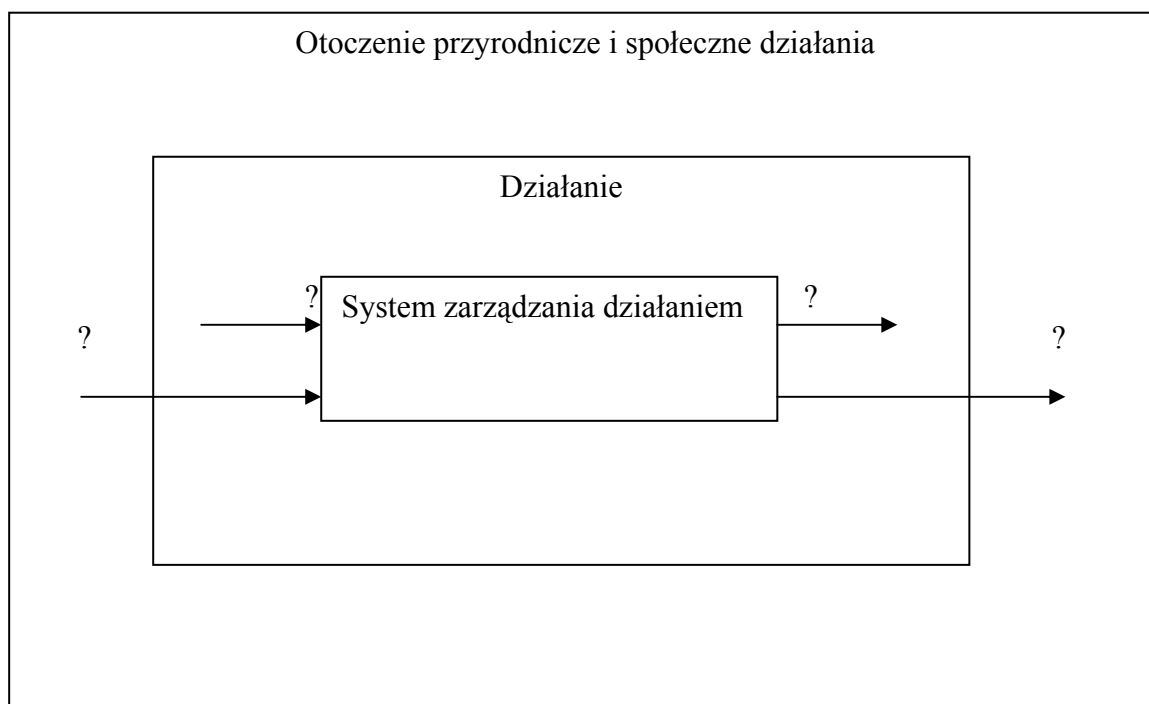 Otoczenie przyrodnicze i społeczne działania
Działanie
? System zarządzania działaniem ?
? ?